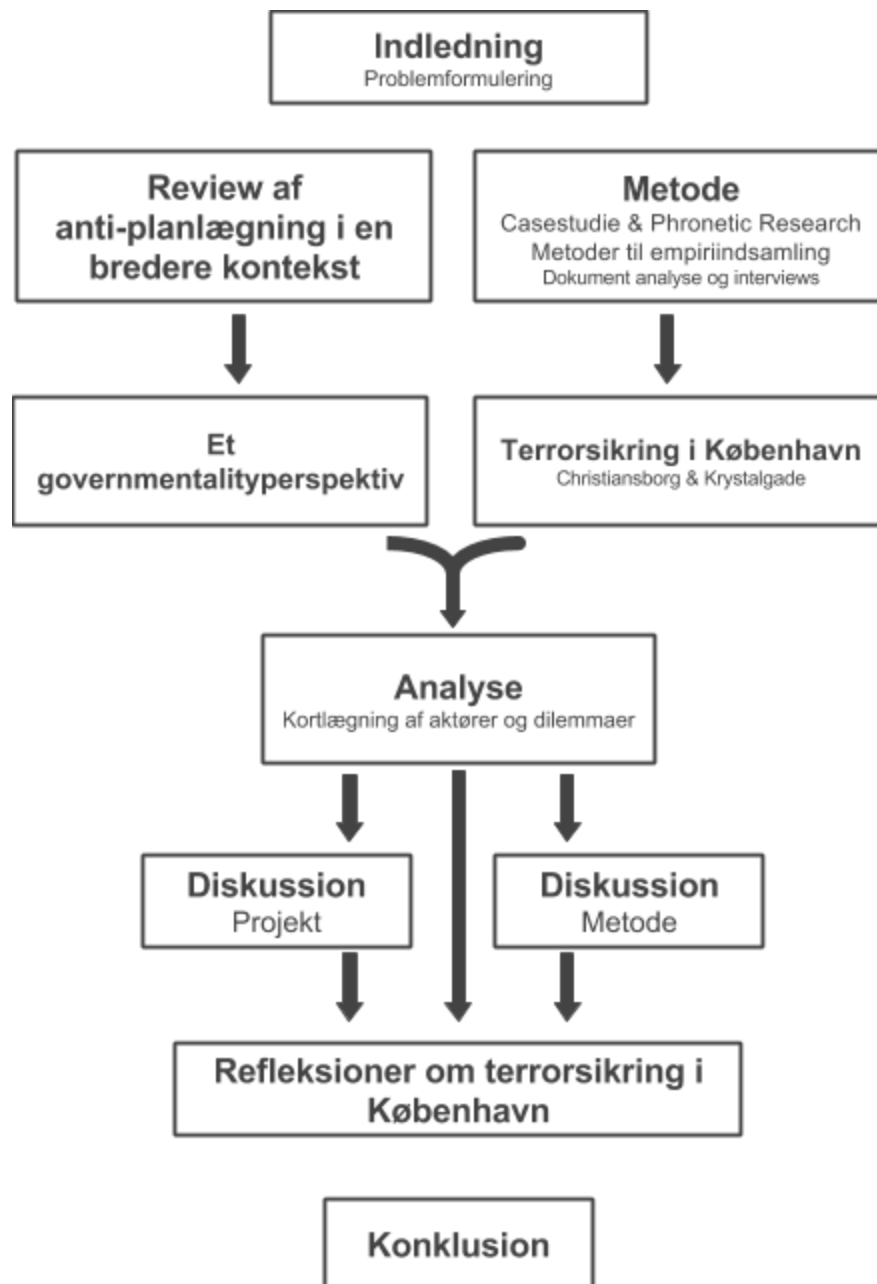 Indledning
Problemformulering
Review af
anti-planlægning i en
bredere kontekst
Metode
Casestudie & Phronetic Research
Metoder til empiriindsamling
Dokument analyse og interviews
Et
governmentalityperspektiv
Terrorsikring i København
Christiansborg & Krystalgade
Analyse
Kortlægning af aktører og dilemmaer
Diskussion
Projekt
Diskussion
Metode
Refleksioner om terrorsikring i
København
Konklusion